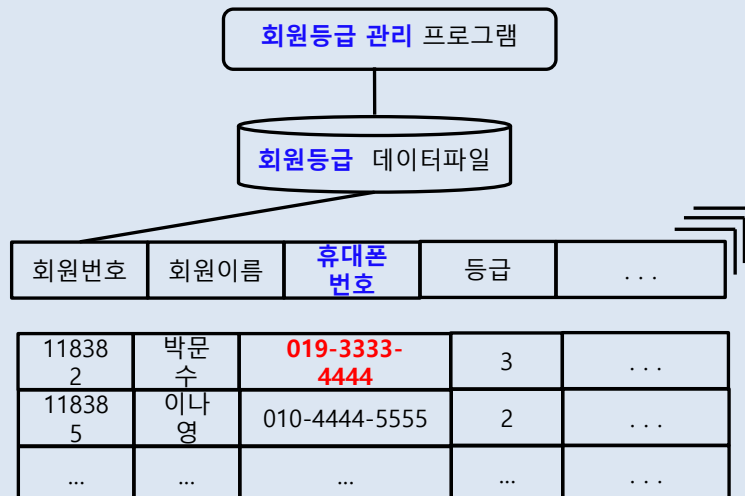 회원등급 관리 프로그램
회원등급 데이터파일
회원번호 회원이름 휴대폰 등급 . . .
번호
11838 박문 019-3333- 3 . . .
2 수 4444
11838 이나 010-4444-5555 2 . . .
5 영
... ... ... ... . . .